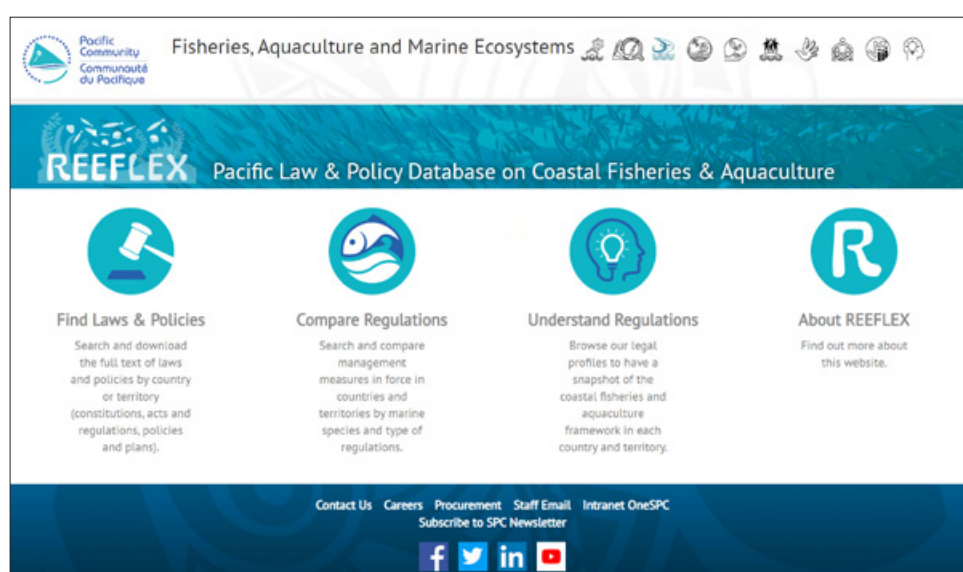 Pacific
Community
Communauté
du Pacifique
Fisheries, Aquaculture and Marine Ecosystems
REEFLEX
Pacific Law & Policy Database on Coastal Fisheries & Aquaculture
R
Find Laws & Policies
Search and download
the full text of laws
and policies by country
or territory
(constitutions, acts and
regulations, policies
and plans).
Compare Regulations
Search and compare
management
measures in force in
countries and
territories by marine
species and type of
regulations.
Understand Regulations
Browse our legal
profiles to have a
snapshot of the
coastal fisheries and
aquaculture
framework in each
country and territory.
About REEFLEX
Find out more about
this website.
Contact Us Careers Procurement Staff Email Intranet OneSPC
Subscribe to SPC Newsletter
f
in